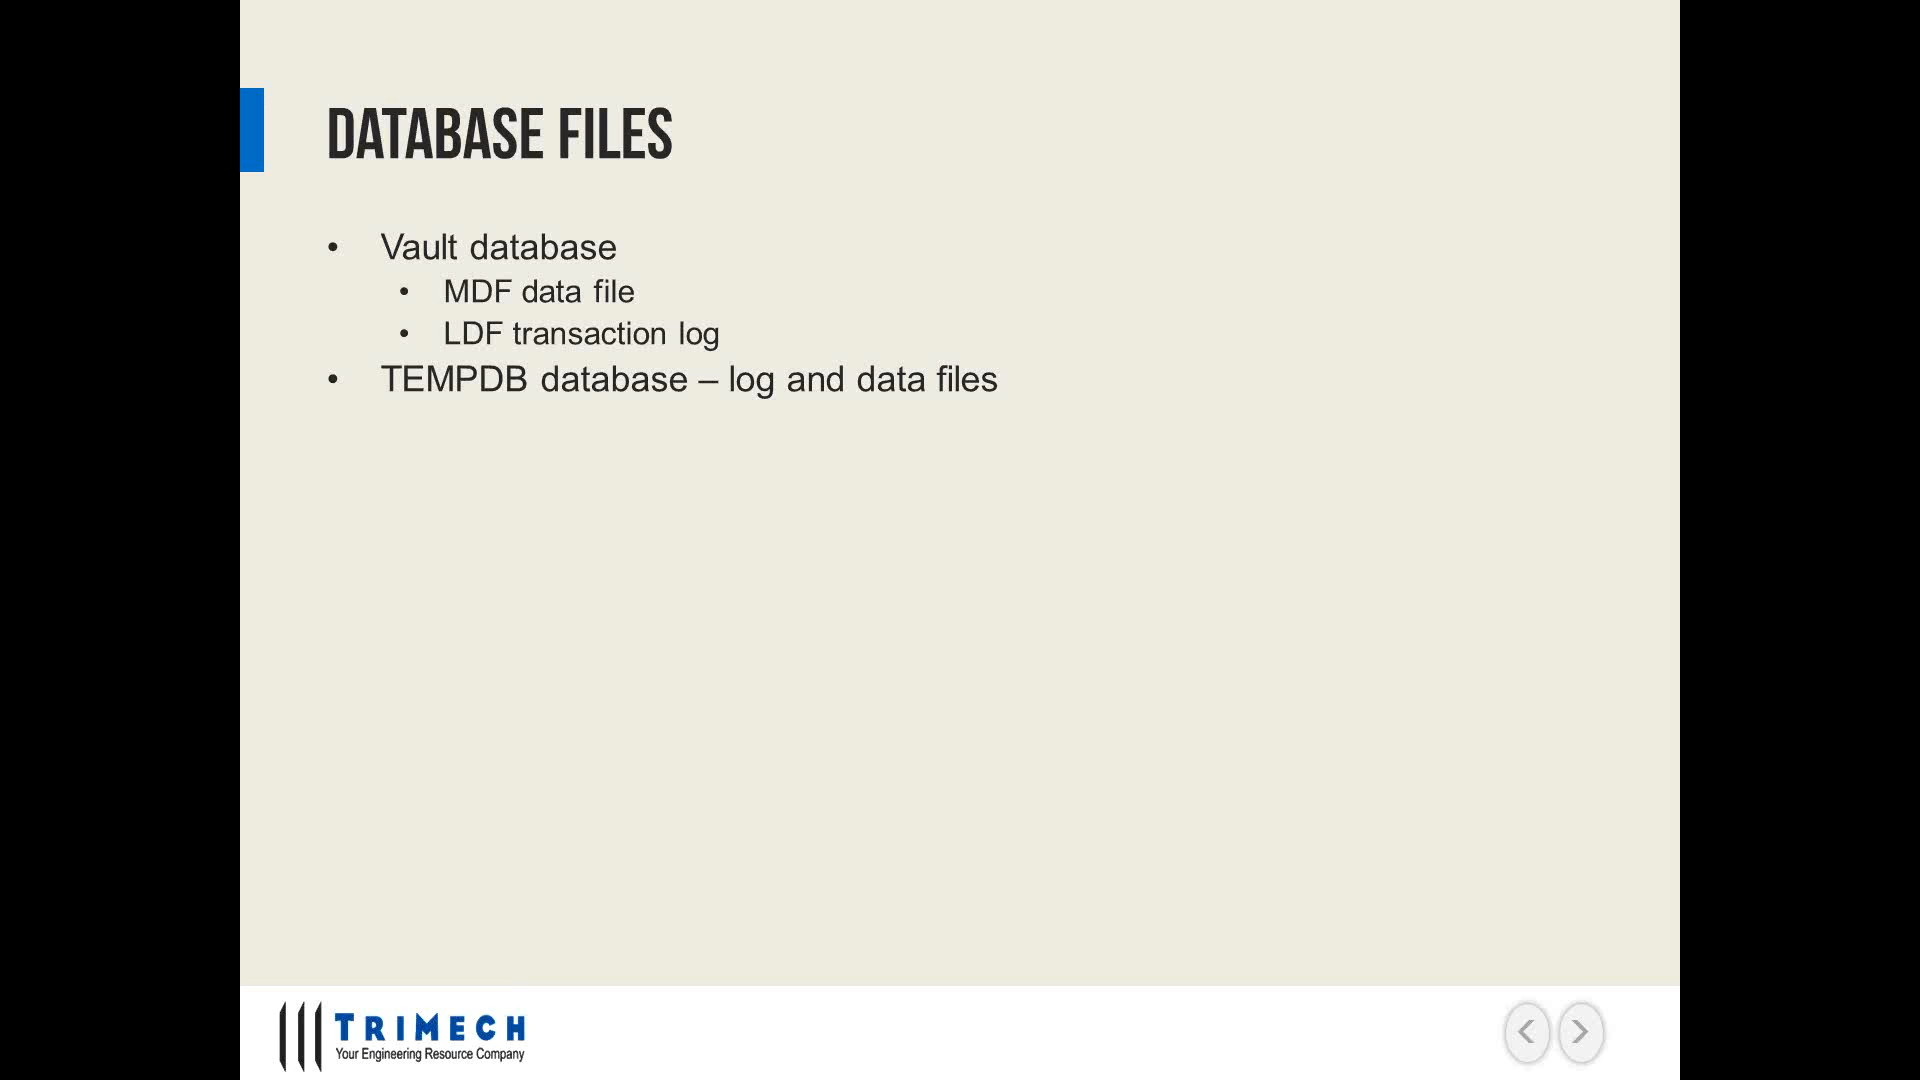 DATABASE FILES
• Vault database
• MDF data file
• LDF transaction log
• TEMPDB database – log and data files
TRIMECH
Your Engineering Resource Company